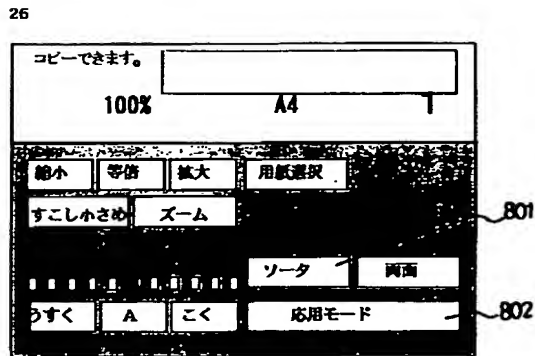 26
コピーできます。
100% A4 1
縮小 等倍 拡大 用紙選択
すこし小さめ ズーム
801
ソータ 両面
うすく A こく 応用モード
802